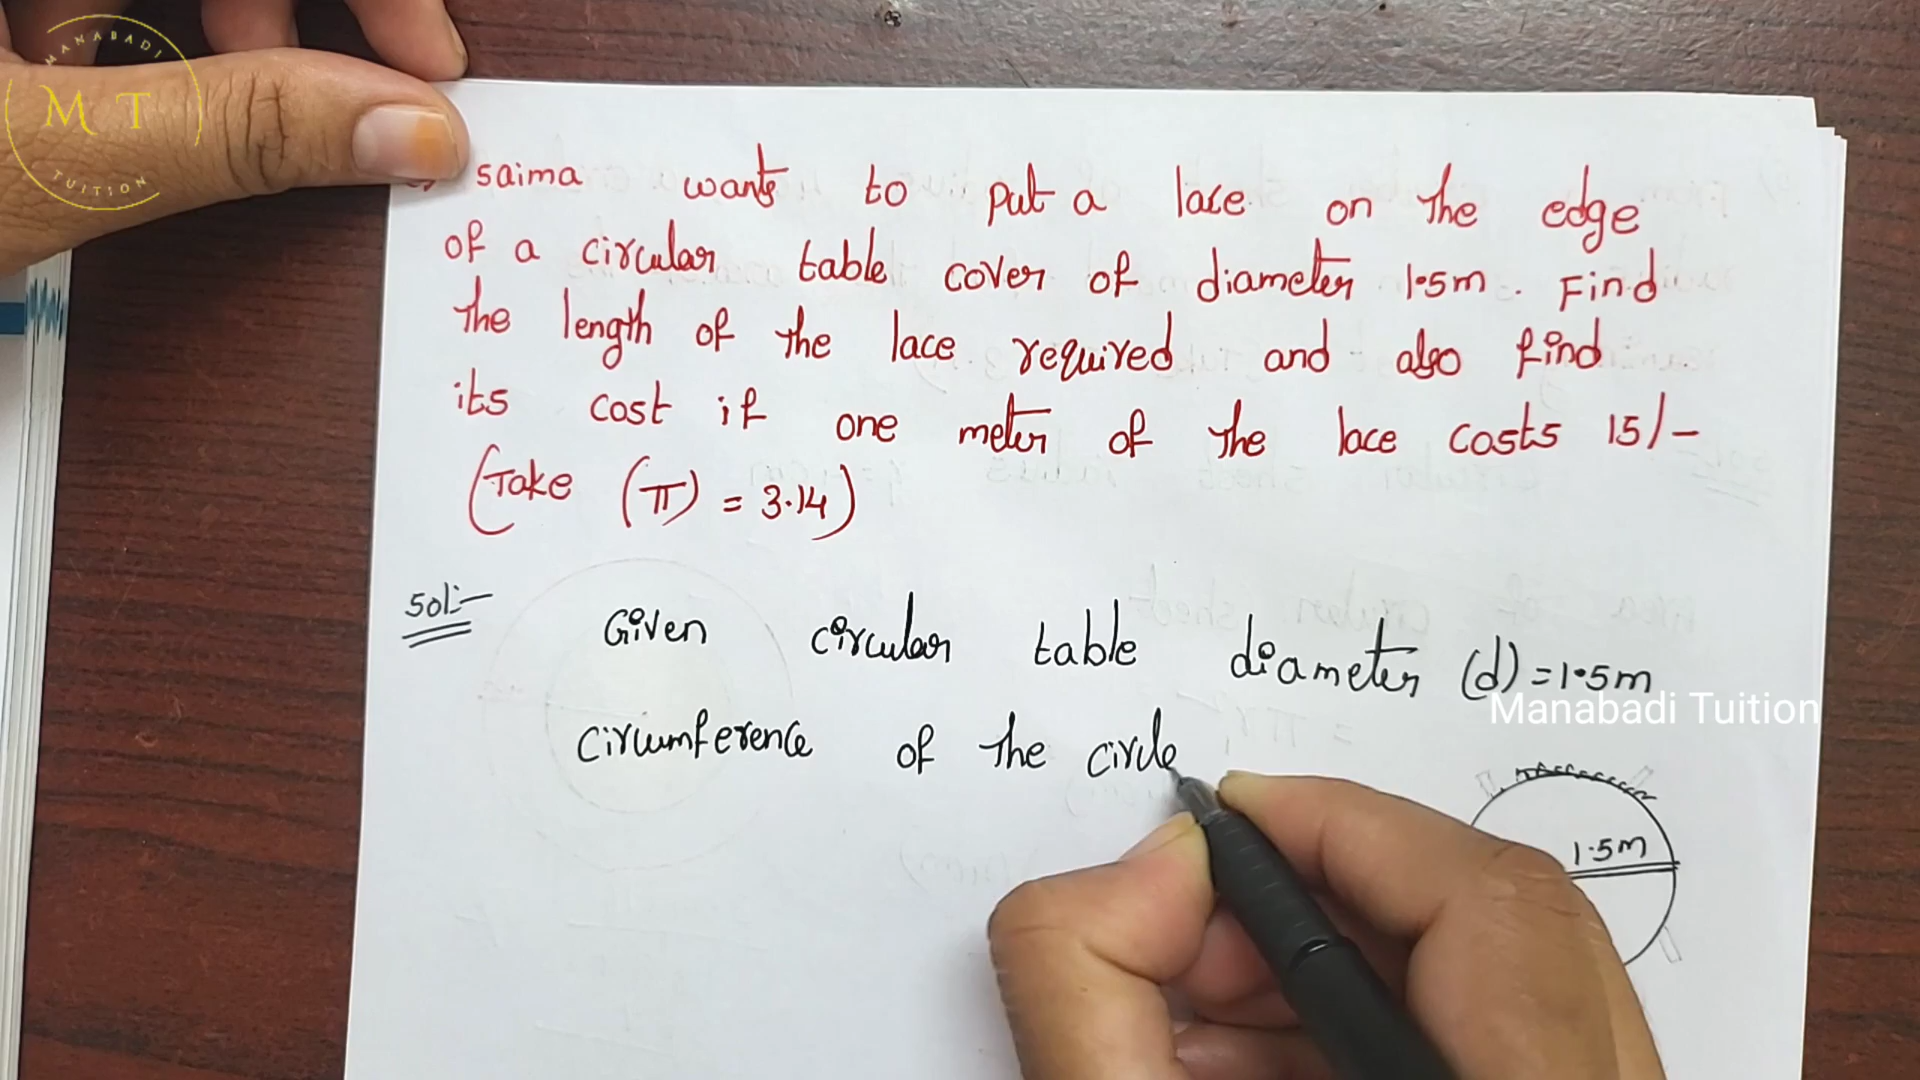 MANABADI
M T
TUITION
saima wants to put a lace on the edge
of a circular table cover of diameter 1.5m. Find
the length of the lace required and also find
its cost if one meter of the lace costs 15/-
(Take (π) = 3.14)
Sol:- Given circular table diameter (d) = 1.5m
Manabadi Tuition
circumference of the circle
1.5m